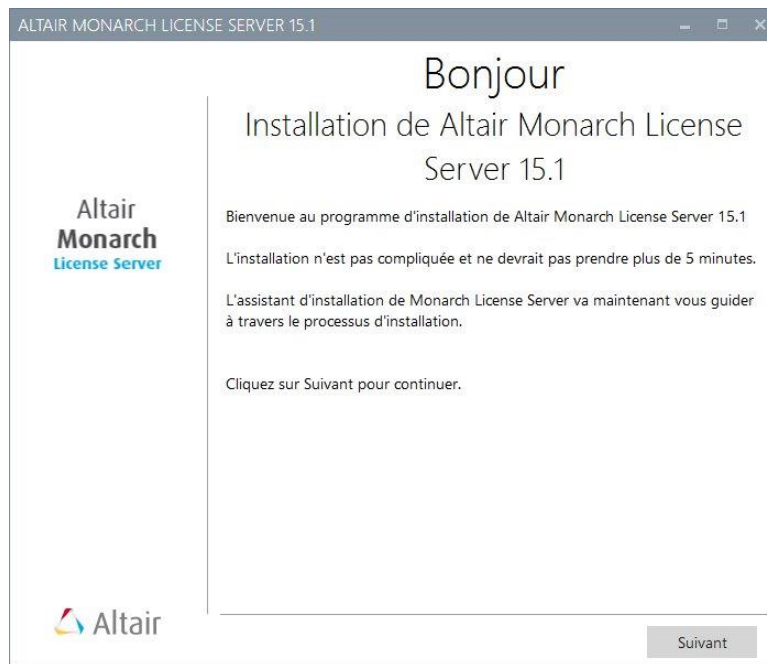 ALTAIR MONARCH LICENSE SERVER 15.1
Bonjour
Installation de Altair Monarch License
Server 15.1
Altair
Monarch
License Server
Bienvenue au programme d'installation de Altair Monarch License Server 15.1
L'installation n'est pas compliquée et ne devrait pas prendre plus de 5 minutes.
L'assistant d'installation de Monarch License Server va maintenant vous guider
à travers le processus d'installation.
Cliquez sur Suivant pour continuer.
Altair
Suivant